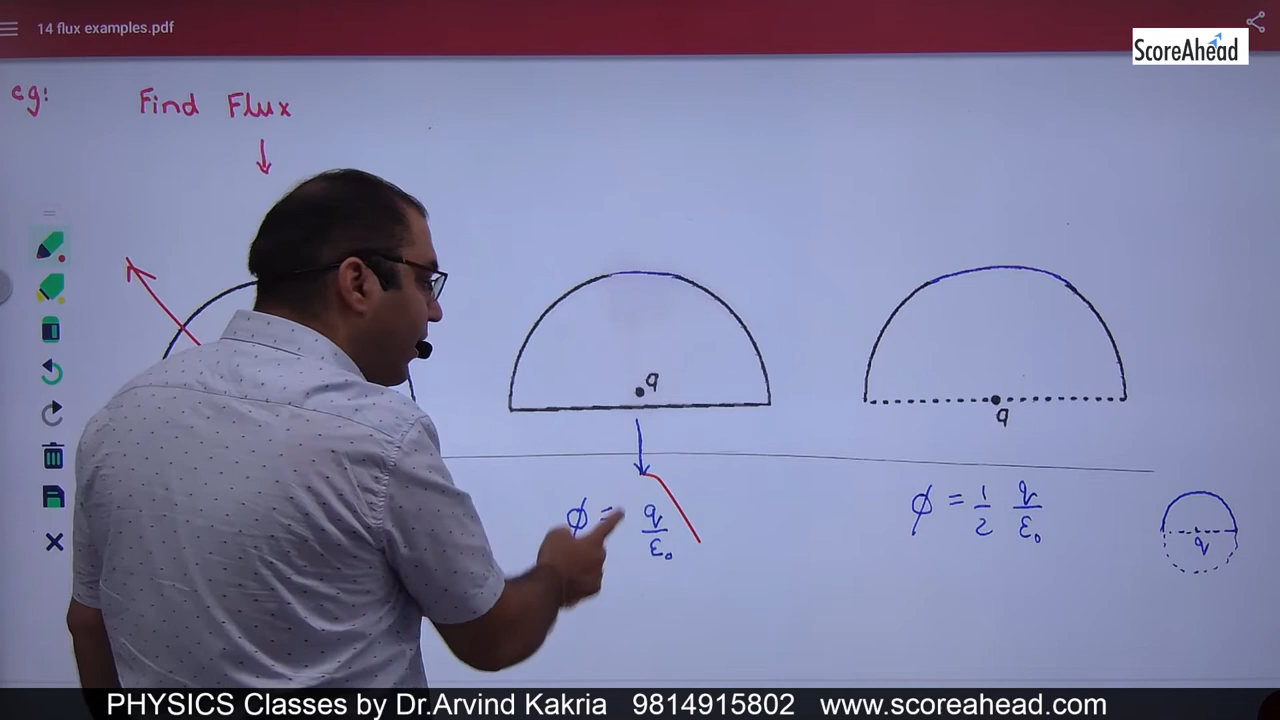 14 flux examples.pdf
ScoreAhead
eg:
Find Flux
q
q
ϕ = q/ε₀
ϕ = 1/2 q/ε₀
q
PHYSICS Classes by Dr.Arvind Kakria 9814915802 www.scoreahead.com